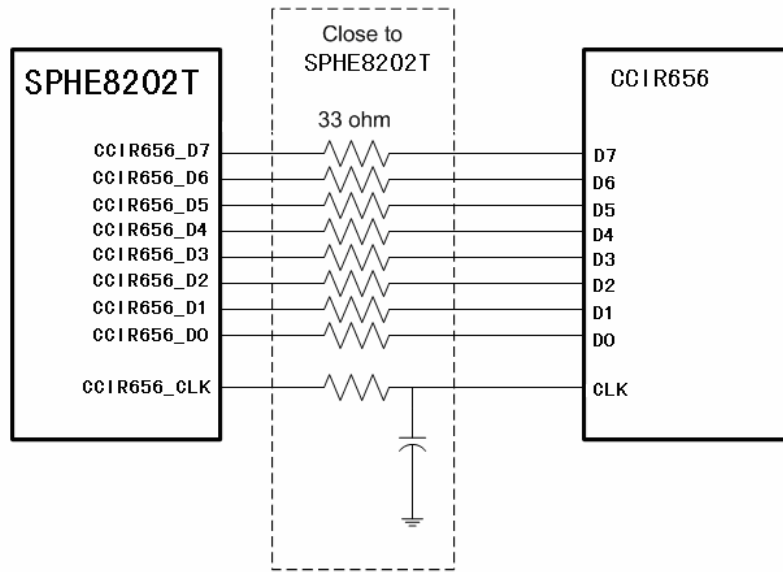 Close to
SPHE8202T
SPHE8202T
CCIR656
33 ohm
CCIR656_D7
CCIR656_D6
CCIR656_D5
CCIR656_D4
CCIR656_D3
CCIR656_D2
CCIR656_D1
CCIR656_D0
CCIR656_CLK
D7
D6
D5
D4
D3
D2
D1
D0
CLK